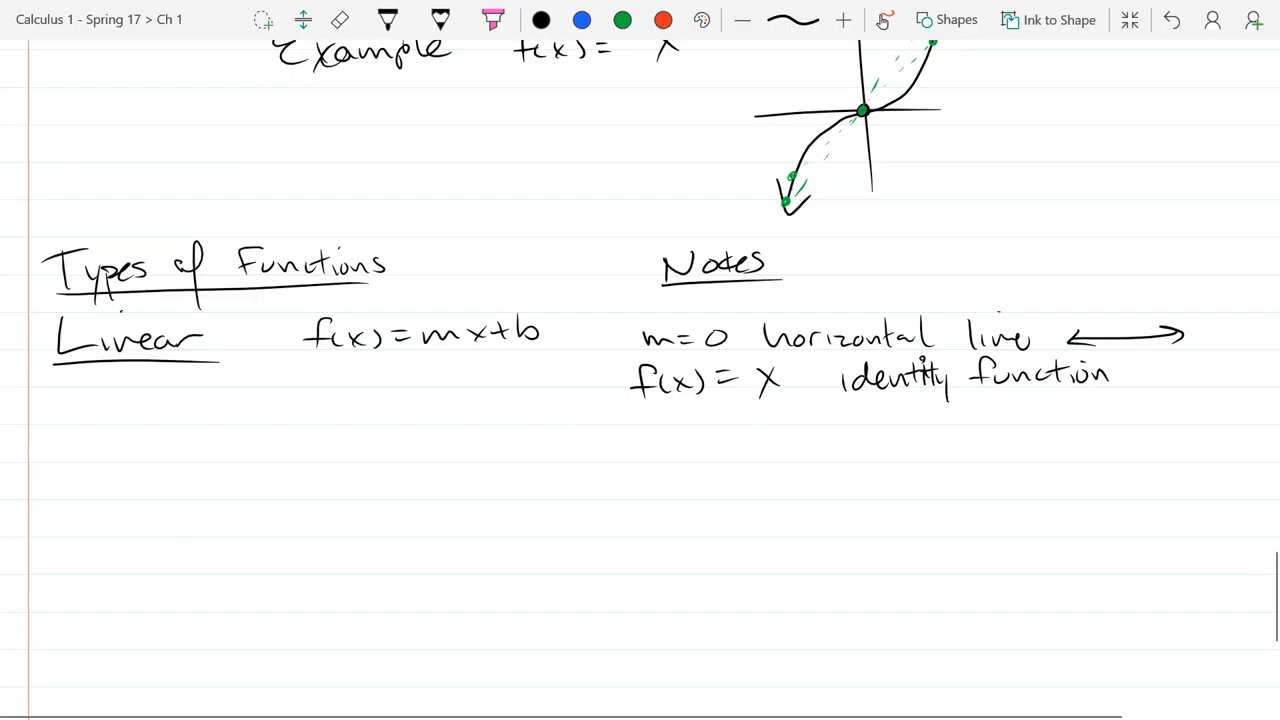 Calculus 1 - Spring 17 > Ch 1
Shapes
Ink to Shape
Example f(x) = x
Types of Functions
Notes
Linear f(x) = mx+b
m=0 horizontal line
f(x) = x identity function